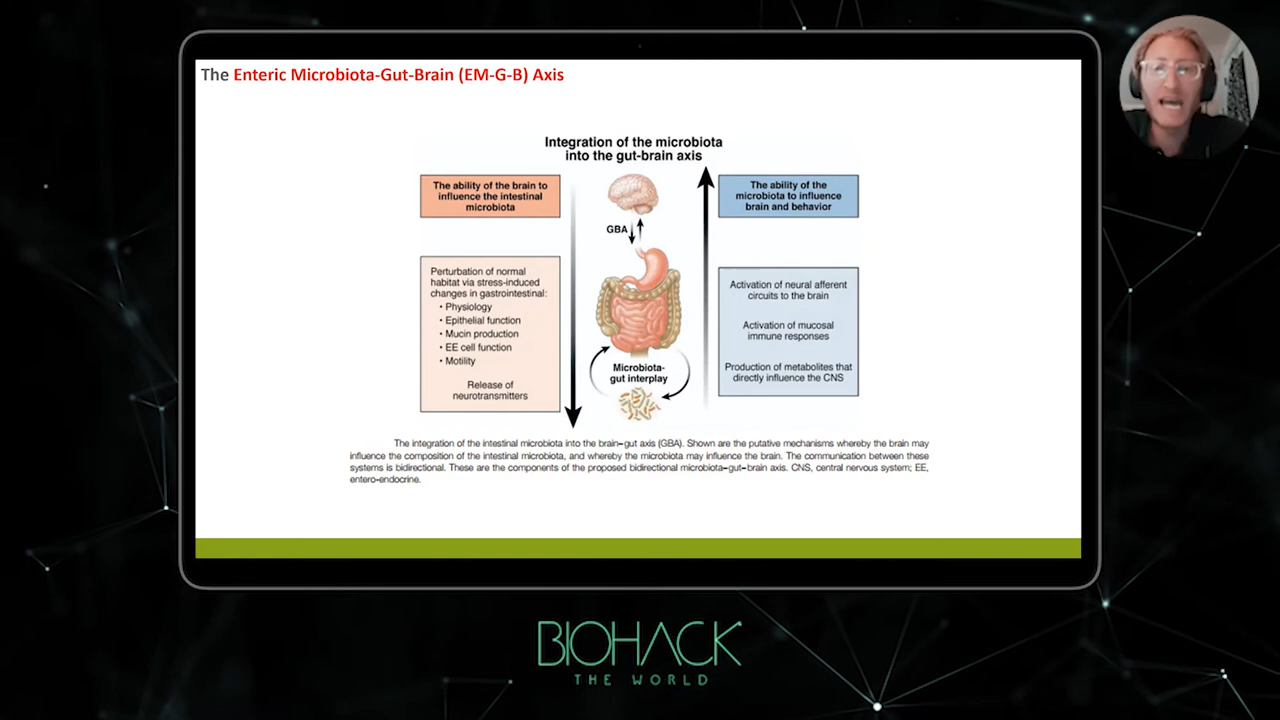 The Enteric Microbiota-Gut-Brain (EM-G-B) Axis
Integration of the microbiota
into the gut-brain axis
The ability of the brain to
influence the intestinal
microbiota
GBA
The ability of the
microbiota to influence
brain and behavior
Perturbation of normal
habitat via stress-induced
changes in gastrointestinal:
• Physiology
• Epithelial function
• Mucin production
• EE cell function
• Motility
Release of
neurotransmitters
Microbiota-
gut interplay
Activation of neural afferent
circuits to the brain
Activation of mucosal
immune responses
Production of metabolites that
directly influence the CNS
The integration of the intestinal microbiota into the brain–gut axis (GBA). Shown are the putative mechanisms whereby the brain may
influence the composition of the intestinal microbiota, and whereby the microbiota may influence the brain. The communication between these
systems is bidirectional. These are the components of the proposed bidirectional microbiota–gut–brain axis. CNS, central nervous system; EE,
entero-endocrine.
BIOHACK
THE WORLD